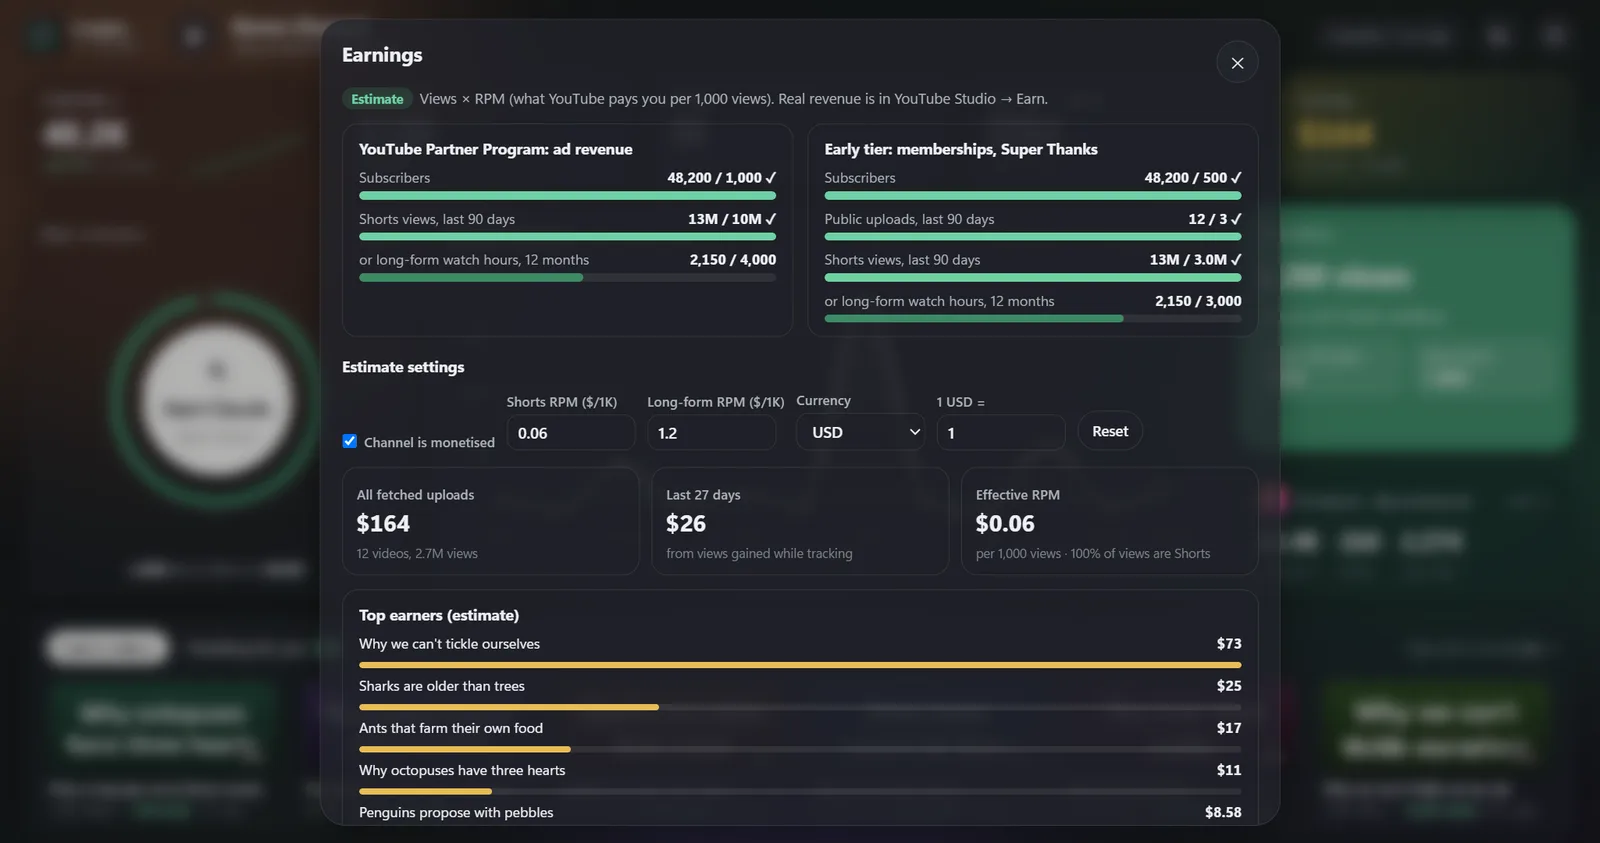 Earnings
Estimate Views × RPM (what YouTube pays you per 1,000 views). Real revenue is in YouTube Studio → Earn.
YouTube Partner Program: ad revenue
Subscribers 48,200 / 1,000 ✓
Shorts views, last 90 days 13M / 10M ✓
or long-form watch hours, 12 months 2,150 / 4,000
Early tier: memberships, Super Thanks
Subscribers 48,200 / 500 ✓
Public uploads, last 90 days 12 / 3 ✓
Shorts views, last 90 days 13M / 3.0M ✓
or long-form watch hours, 12 months 2,150 / 3,000
Estimate settings
Channel is monetised
Shorts RPM ($/1K)
0.06
Long-form RPM ($/1K)
1.2
Currency
USD
1 USD =
1
Reset
All fetched uploads
$164
12 videos, 2.7M views
Last 27 days
$26
from views gained while tracking
Effective RPM
$0.06
per 1,000 views · 100% of views are Shorts
Top earners (estimate)
Why we can't tickle ourselves $73
Sharks are older than trees $25
Ants that farm their own food $17
Why octopuses have three hearts $11
Penguins propose with pebbles $8.58